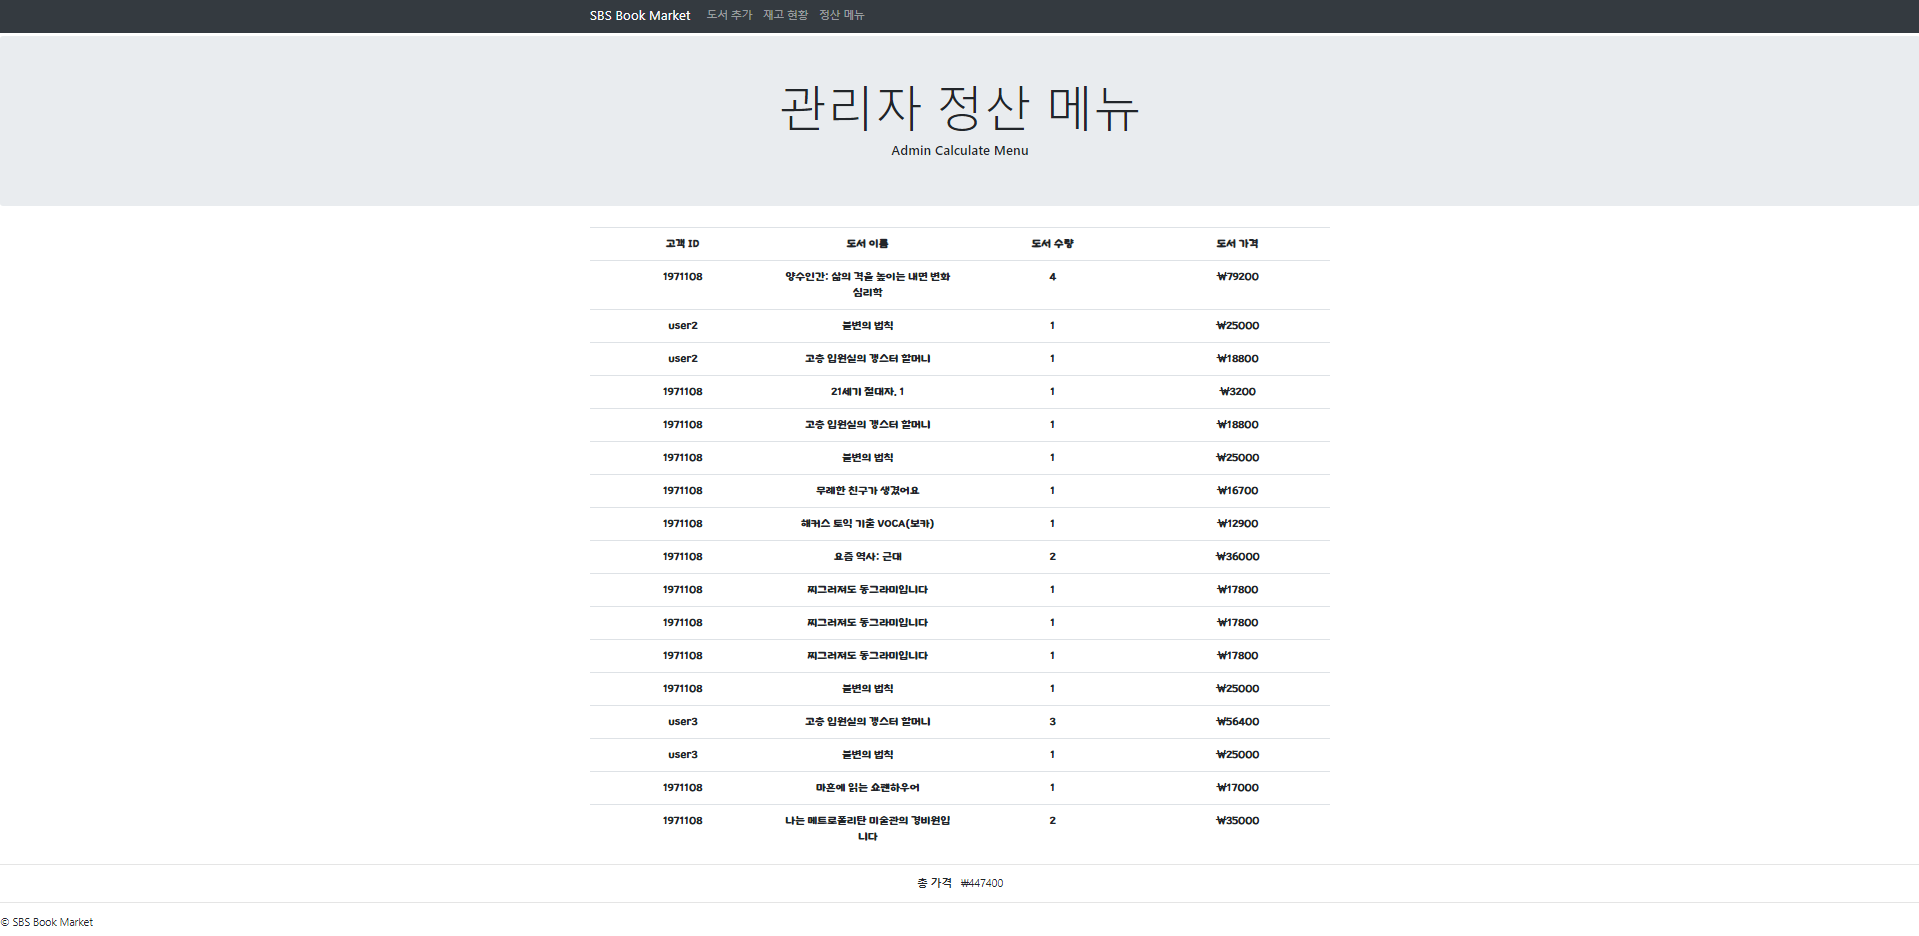 SBS Book Market 도서 추가 재고 현황 정산 메뉴
관리자 정산 메뉴
Admin Calculate Menu
고객 ID 도서 이름 도서 수량 도서 가격
1971108 양수인간: 삶의 격을 높이는 내면 변화 4 ₩79200
심리학
user2 불변의 법칙 1 ₩25000
user2 고층 입원실의 갱스터 할머니 1 ₩18800
1971108 21세기 절대자. 1 1 ₩3200
1971108 고층 입원실의 갱스터 할머니 1 ₩18800
1971108 불변의 법칙 1 ₩25000
1971108 무례한 친구가 생겼어요 1 ₩16700
1971108 해커스 토익 기출 VOCA(보카) 1 ₩12900
1971108 요즘 역사: 근대 2 ₩36000
1971108 찌그러져도 동그라미입니다 1 ₩17800
1971108 찌그러져도 동그라미입니다 1 ₩17800
1971108 찌그러져도 동그라미입니다 1 ₩17800
1971108 불변의 법칙 1 ₩25000
user3 고층 입원실의 갱스터 할머니 3 ₩56400
user3 불변의 법칙 1 ₩25000
1971108 마흔에 읽는 쇼펜하우어 1 ₩17000
1971108 나는 메트로폴리탄 미술관의 경비원입 2 ₩35000
니다
총 가격 ₩447400
© SBS Book Market